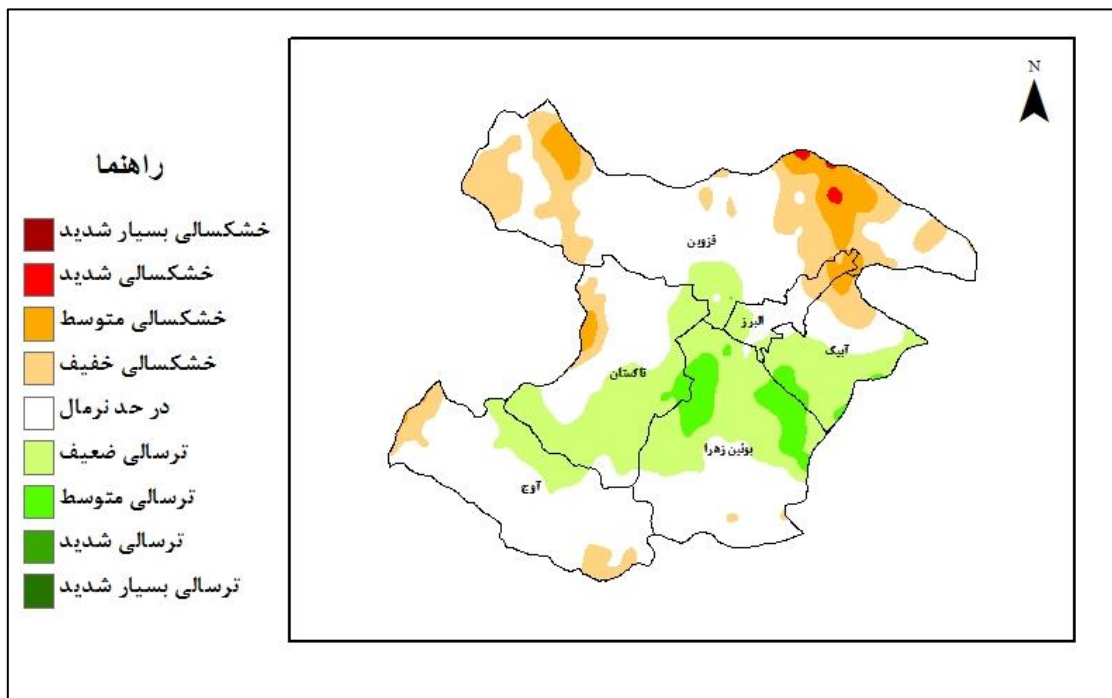 راهنما
خشکسالی بسیار شدید
خشکسالی شدید
خشکسالی متوسط
خشکسالی خفیف
در حد نرمال
ترسالی ضعیف
ترسالی متوسط
ترسالی شدید
ترسالی بسیار شدید
N
قزوین
البرز
آبیک
تاکستان
بوئین زهرا
آوج